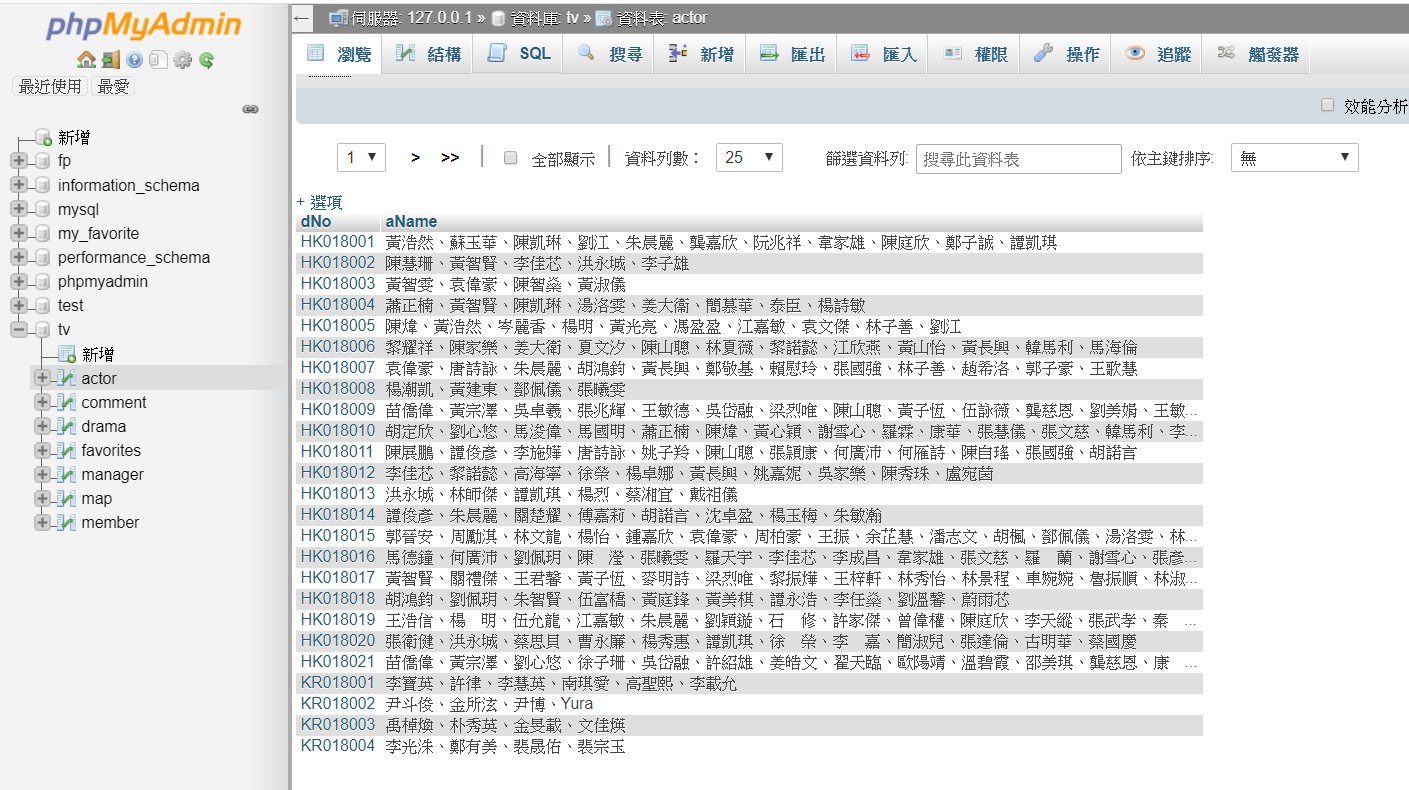 phpMyAdmin
最近使用 最愛
新增
fp
information_schema
mysql
my_favorite
performance_schema
phpmyadmin
test
tv
新增
actor
comment
drama
favorites
manager
map
member
伺服器: 127.0.0.1 » 資料庫: tv » 資料表: actor
瀏覽 結構 SQL 搜尋 新增 匯出 匯入 權限 操作 追蹤 觸發器
效能分析
1 > >> 全部顯示 資料列數： 25 篩選資料列: 搜尋此資料表 依主鍵排序: 無
+ 選項
dNo aName
HK018001 黃浩然、蘇玉華、陳凱琳、劉江、朱晨麗、龔嘉欣、阮兆祥、韋家雄、陳庭欣、鄭子誠、譚凱琪
HK018002 陳慧珊、黃智賢、李佳芯、洪永城、李子雄
HK018003 黃智雯、袁偉豪、陳智燊、黃淑儀
HK018004 蕭正楠、黃智賢、陳凱琳、湯洛雯、姜大衞、簡慕華、泰臣、楊詩敏
HK018005 陳煒、黃浩然、岑麗香、楊明、黃光亮、馮盈盈、江嘉敏、袁文傑、林子善、劉江
HK018006 黎耀祥、陳家樂、姜大衛、夏文汐、陳山聰、林夏薇、黎諾懿、江欣燕、黃山怡、黃長興、韓馬利、馬海倫
HK018007 袁偉豪、唐詩詠、朱晨麗、胡鴻鈞、黃長興、鄭敬基、賴慰玲、張國強、林子善、趙希洛、郭子豪、王歌慧
HK018008 楊潮凱、黃建東、鄧佩儀、張曦雯
HK018009 苗僑偉、黃宗澤、吳卓羲、張兆輝、王敏德、吳岱融、梁烈唯、陳山聰、黃子恆、伍詠薇、龔慈恩、劉美娟、王敏...
HK018010 胡定欣、劉心悠、馬浚偉、馬國明、蕭正楠、陳煒、黃心穎、謝雪心、羅霖、康華、張慧儀、張文慈、韓馬利、李...
HK018011 陳展鵬、譚俊彥、李施嬅、唐詩詠、姚子羚、陳山聰、張穎康、何廣沛、何雁詩、陳自瑤、張國強、胡諾言
HK018012 李佳芯、黎諾懿、高海寧、徐榮、楊卓娜、黃長興、姚嘉妮、吳家樂、陳秀珠、盧宛茵
HK018013 洪永城、林師傑、譚凱琪、楊烈、蔡湘宜、戴祖儀
HK018014 譚俊彥、朱晨麗、關楚耀、傅嘉莉、胡諾言、沈卓盈、楊玉梅、朱敏瀚
HK018015 郭晉安、周勵淇、林文龍、楊怡、鍾嘉欣、袁偉豪、周柏豪、王振、余芷慧、潘志文、胡楓、鄧佩儀、湯洛雯、林...
HK018016 馬德鐘、何廣沛、劉佩玥、陳　瀅、張曦雯、羅天宇、李佳芯、李成昌、韋家雄、張文慈、羅　蘭、謝雪心、張彥...
HK018017 黃智賢、關禮傑、王君馨、黃子恆、麥明詩、梁烈唯、黎振燁、王梓軒、林秀怡、林景程、車婉婉、魯振順、林淑...
HK018018 胡鴻鈞、劉佩玥、朱智賢、伍富橋、黃庭鋒、黃美棋、譚永浩、李任燊、劉溫馨、蔚雨芯
HK018019 王浩信、楊　明、伍允龍、江嘉敏、朱晨麗、劉穎鏇、石　修、許家傑、曾偉權、陳庭欣、李天縱、張武孝、秦　...
HK018020 張衛健、洪永城、蔡思貝、曹永廉、楊秀惠、譚凱琪、徐　榮、李　嘉、簡淑兒、張達倫、古明華、蔡國慶
HK018021 苗僑偉、黃宗澤、劉心悠、徐子珊、吳岱融、許紹雄、姜皓文、翟天臨、歐陽靖、溫碧霞、邵美琪、龔慈恩、康　...
KR018001 李寶英、許律、李慧英、南琪愛、高聖熙、李載允
KR018002 尹斗俊、金所泫、尹博、Yura
KR018003 禹棹煥、朴秀英、金旻載、文佳煐
KR018004 李光洙、鄭有美、裴晟佑、裴宗玉